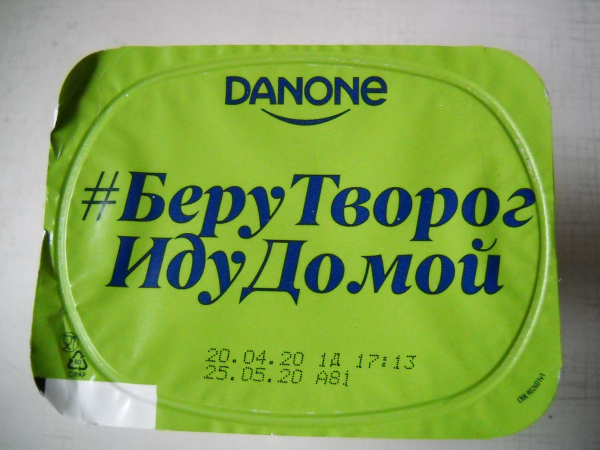 DANONE
#БеруТворог
ИдуДомой
20.04.20 1Д 17:13
25.05.20 А81